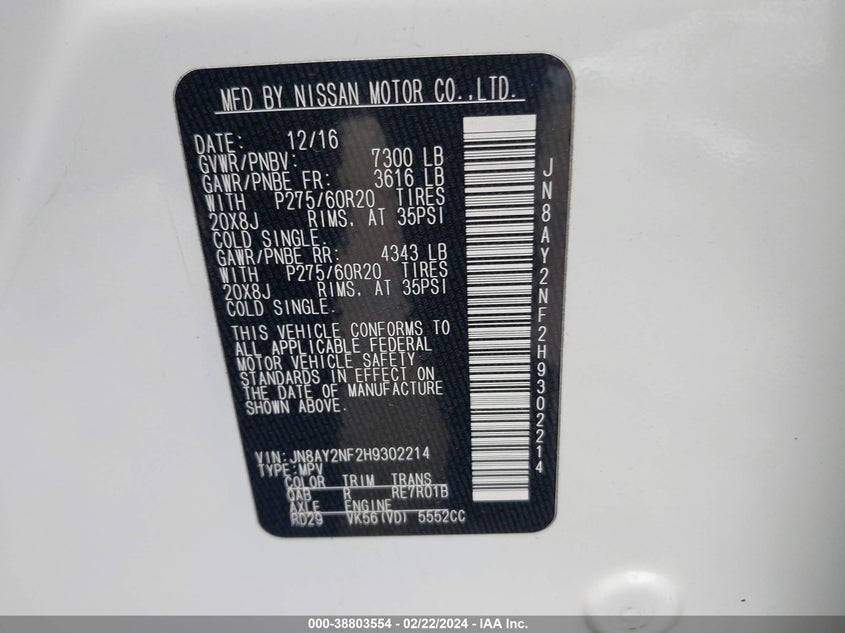 MFD BY NISSAN MOTOR CO.,LTD.
DATE: 12/16
GVWR/PNBV: 7300 LB
GAWR/PNBE FR: 3616 LB
WITH P275/60R20 TIRES
20X8J RIMS, AT 35PSI
COLD SINGLE.
GAWR/PNBE RR: 4343 LB
WITH P275/60R20 TIRES
20X8J RIMS, AT 35PSI
COLD SINGLE.
THIS VEHICLE CONFORMS TO
ALL APPLICABLE FEDERAL
MOTOR VEHICLE SAFETY
STANDARDS IN EFFECT ON
THE DATE OF MANUFACTURE
SHOWN ABOVE.
VIN: JN8AY2NF2H9302214
TYPE: MPV
COLOR TRIM TRANS
QAB R RE7R01B
AXLE ENGINE
RD29 VK56(VD) 5552CC
JN8AY2NF2H9302214
000-38803554 - 02/22/2024 - IAA Inc.